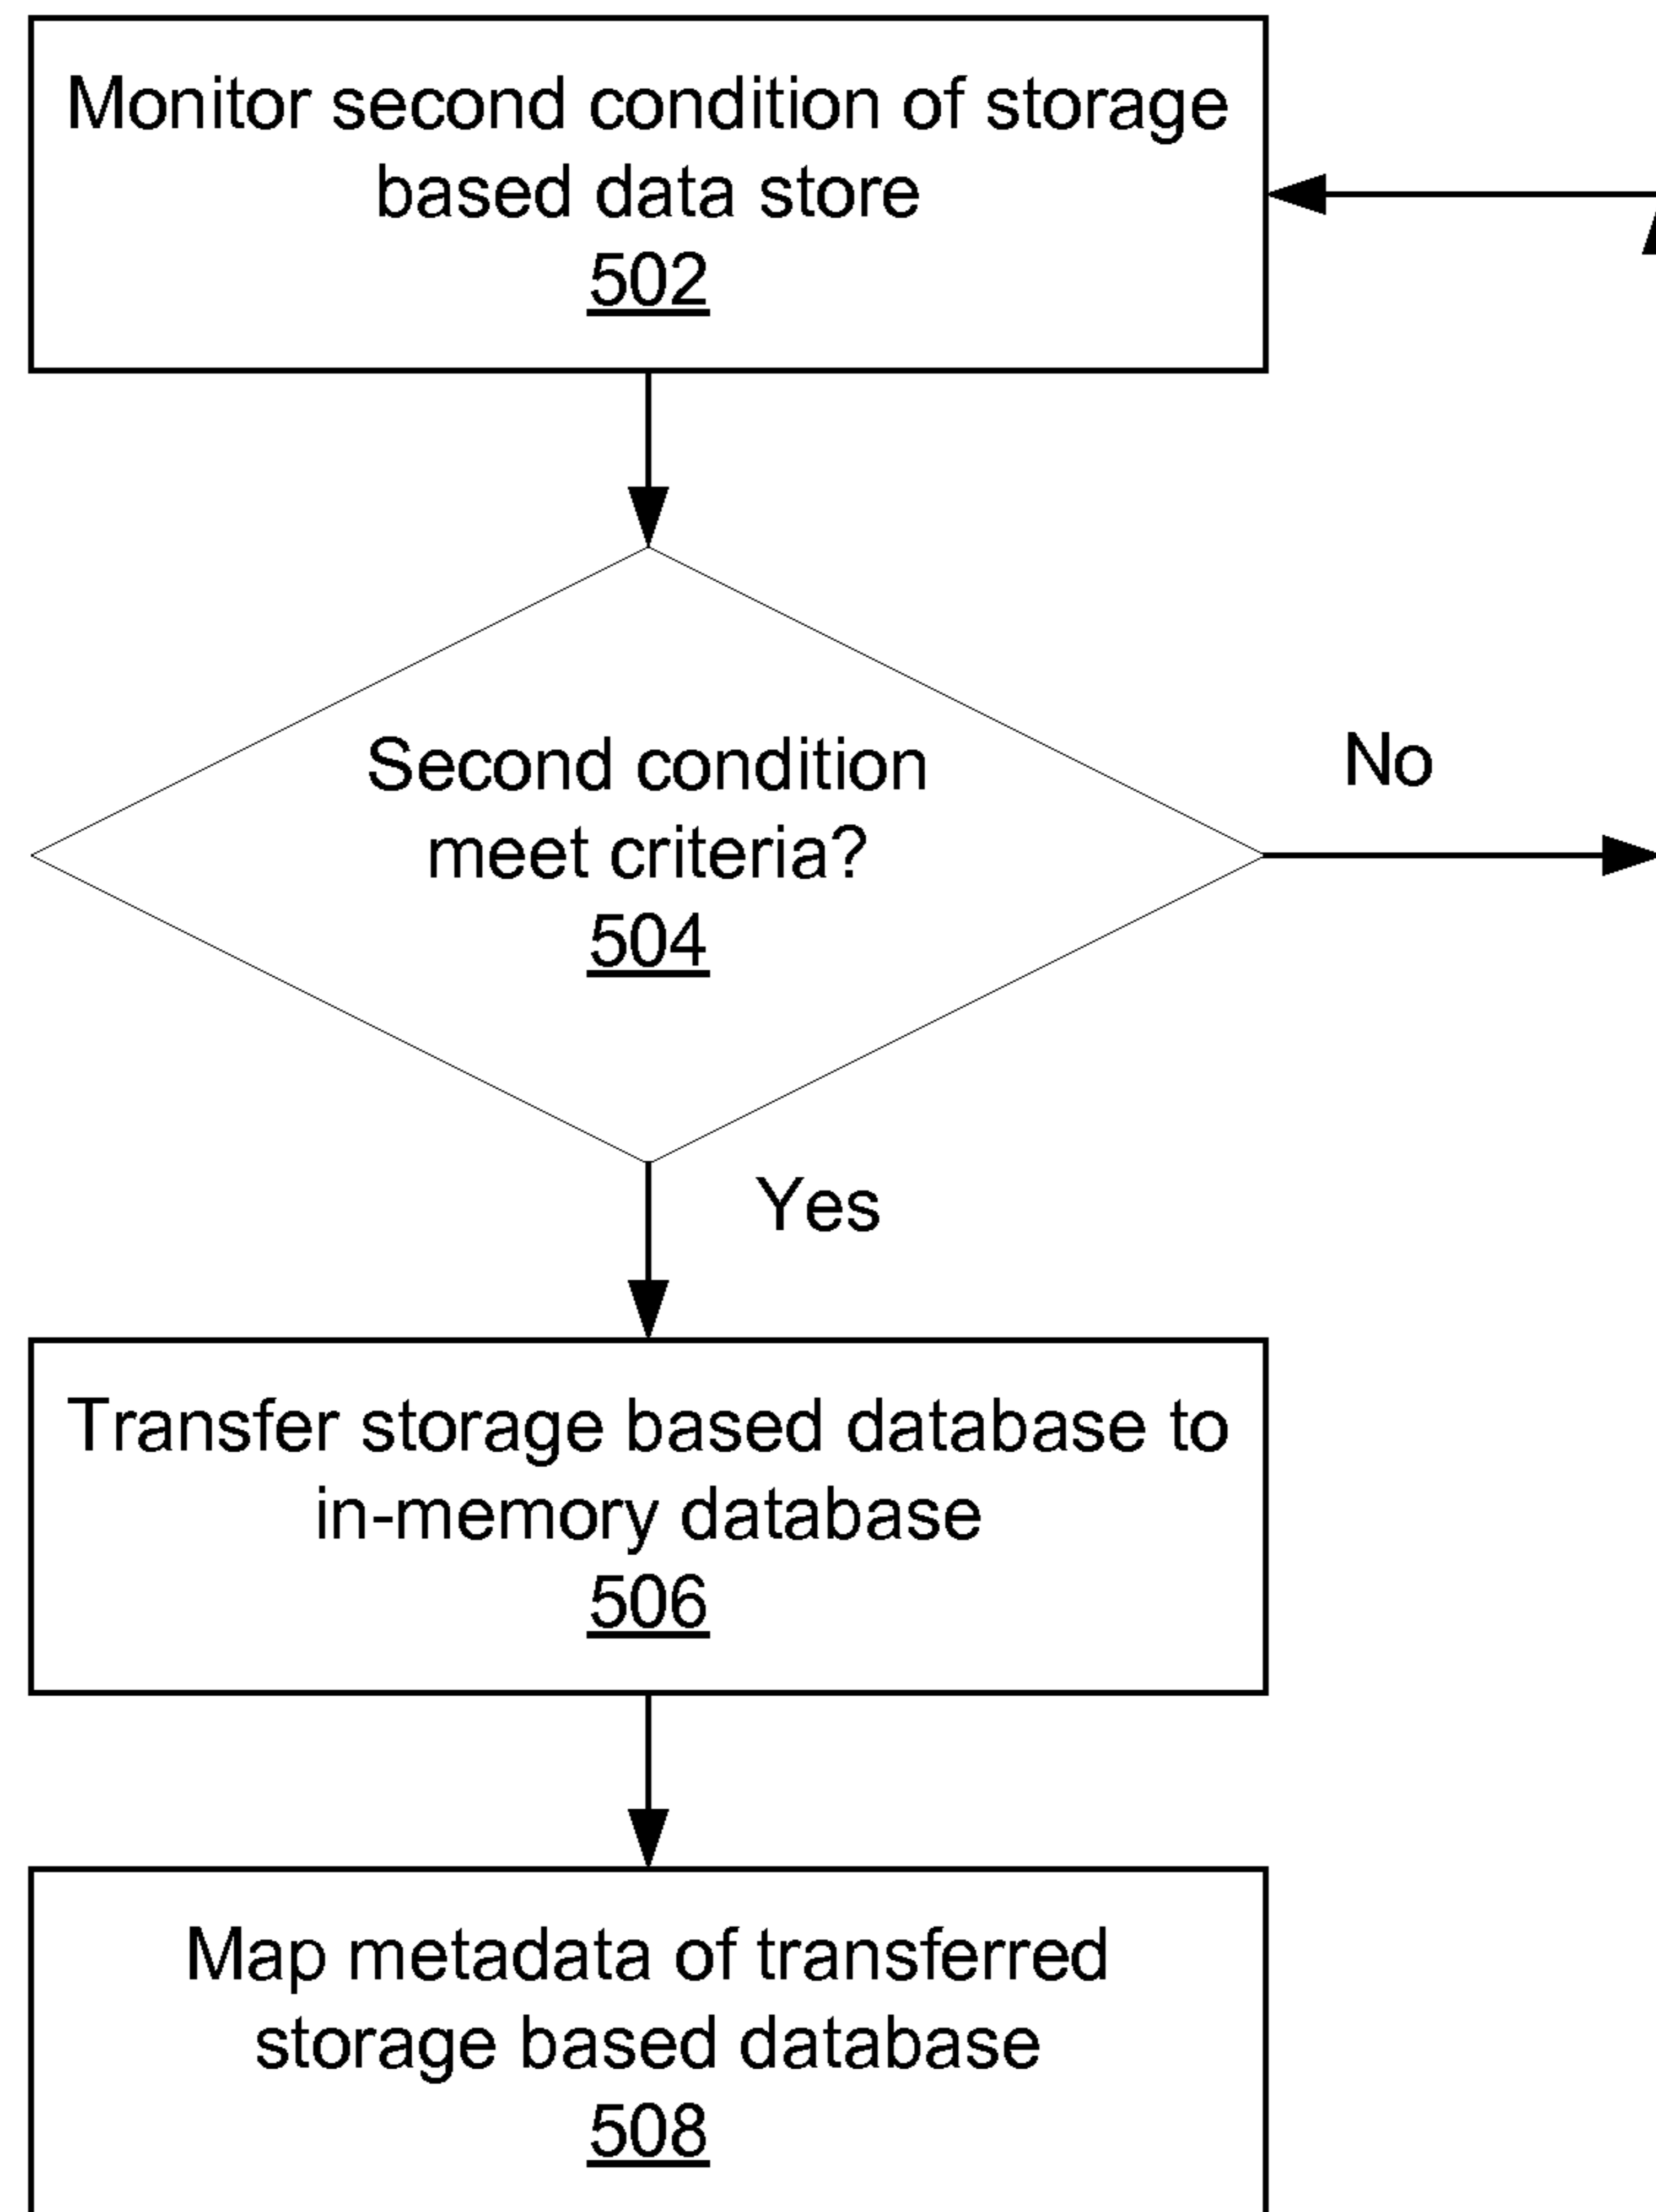 Monitor second condition of storage
based data store
502
Second condition
meet criteria?
504
No
Yes
Transfer storage based database to
in-memory database
506
Map metadata of transferred
storage based database
508